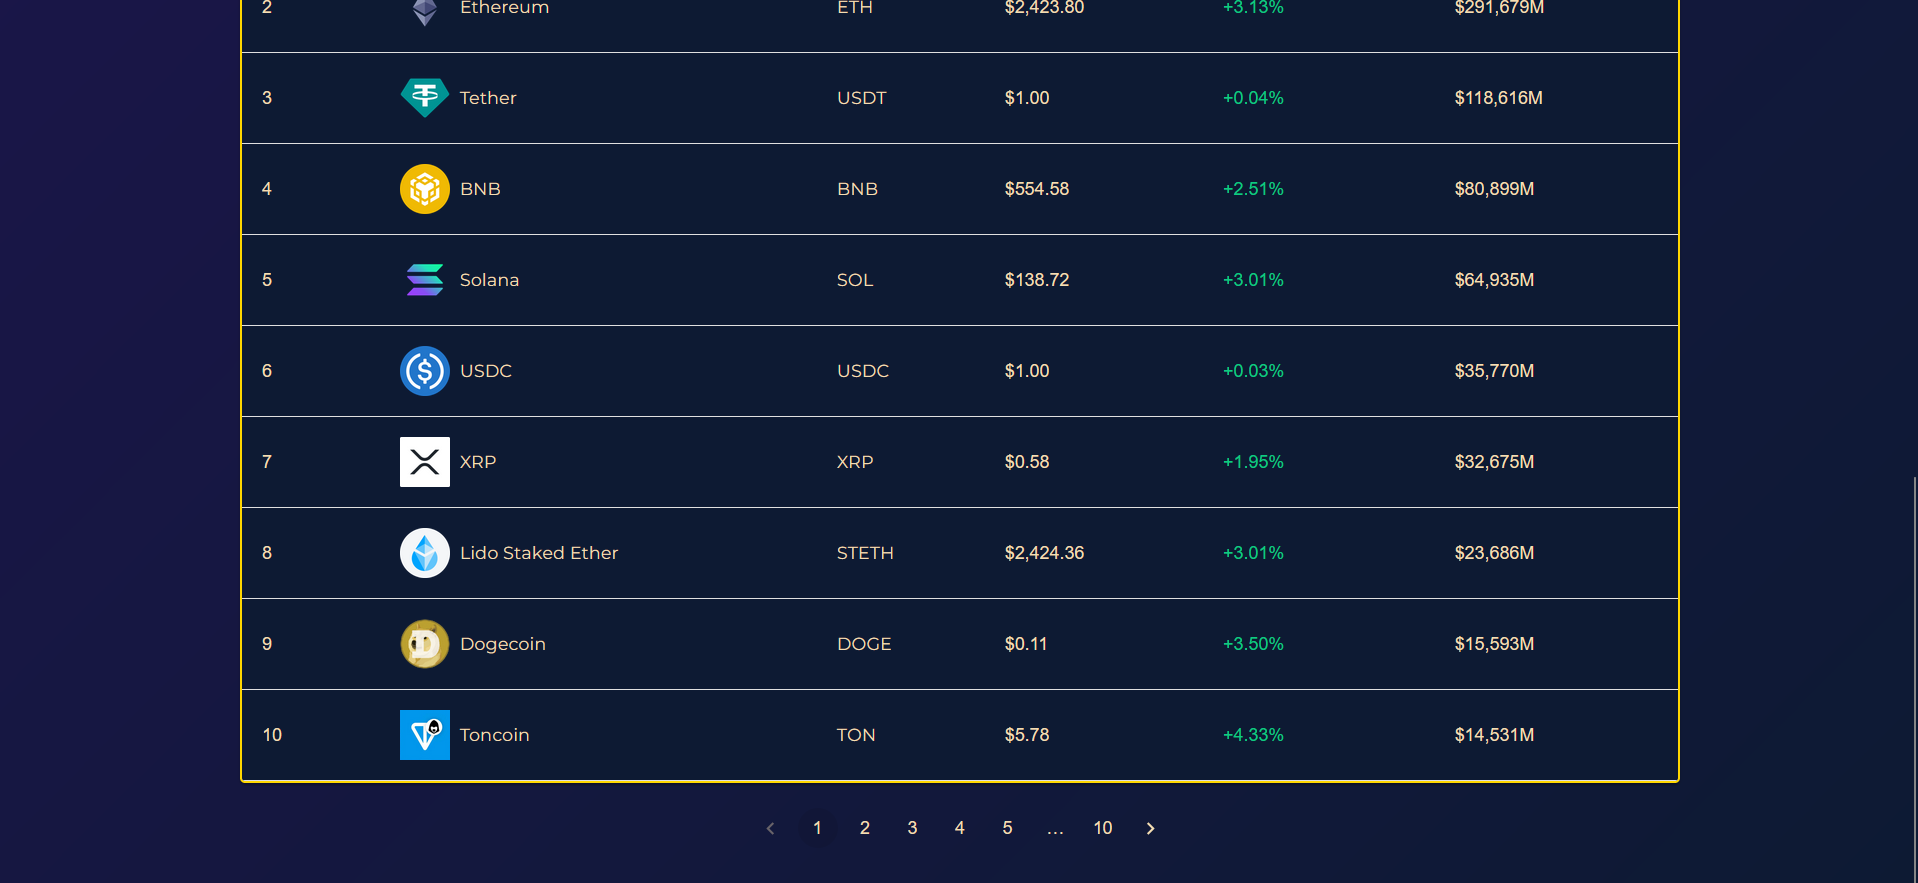 2 Ethereum ETH $2,423.80 +3.13% $291,679M
3 Tether USDT $1.00 +0.04% $118,616M
4 BNB BNB $554.58 +2.51% $80,899M
5 Solana SOL $138.72 +3.01% $64,935M
6 USDC USDC $1.00 +0.03% $35,770M
7 XRP XRP $0.58 +1.95% $32,675M
8 Lido Staked Ether STETH $2,424.36 +3.01% $23,686M
9 Dogecoin DOGE $0.11 +3.50% $15,593M
10 Toncoin TON $5.78 +4.33% $14,531M
1 2 3 4 5 ... 10